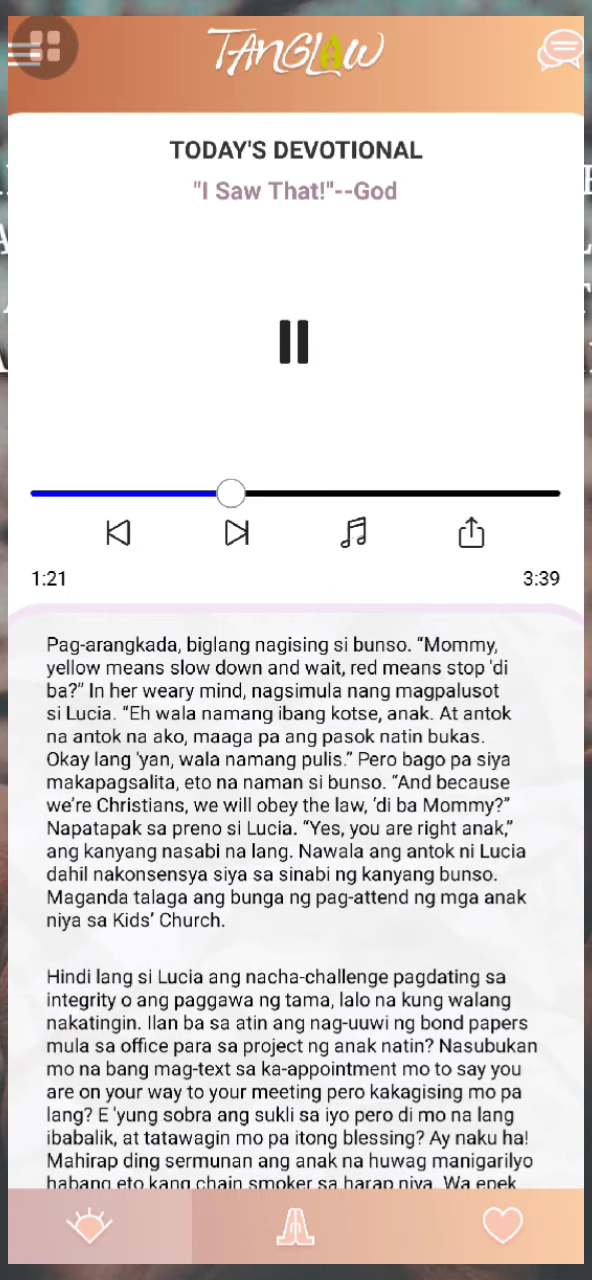 TANGLAW
TODAY'S DEVOTIONAL
"I Saw That!"--God
1:21
3:39
Pag-arangkada, biglang nagising si bunso. “Mommy,
yellow means slow down and wait, red means stop 'di
ba?” In her weary mind, nagsimula nang magpalusot
si Lucia. “Eh wala namang ibang kotse, anak. At antok
na antok na ako, maaga pa ang pasok natin bukas.
Okay lang 'yan, wala namang pulis.” Pero bago pa siya
makapagsalita, eto na naman si bunso. “And because
we’re Christians, we will obey the law, ‘di ba Mommy?”
Napatapak sa preno si Lucia. “Yes, you are right anak,”
ang kanyang nasabi na lang. Nawala ang antok ni Lucia
dahil nakonsensya siya sa sinabi ng kanyang bunso.
Maganda talaga ang bunga ng pag-attend ng mga anak
niya sa Kids’ Church.
Hindi lang si Lucia ang nacha-challenge pagdating sa
integrity o ang paggawa ng tama, lalo na kung walang
nakatingin. Ilan ba sa atin ang nag-uuwi ng bond papers
mula sa office para sa project ng anak natin? Nasubukan
mo na bang mag-text sa ka-appointment mo to say you
are on your way to your meeting pero kakagising mo pa
lang? E 'yung sobra ang sukli sa iyo pero di mo na lang
ibabalik, at tatawagin mo pa itong blessing? Ay naku ha!
Mahirap ding sermunan ang anak na huwag manigarilyo
habang eto kang chain smoker sa harap niya. Wa epek